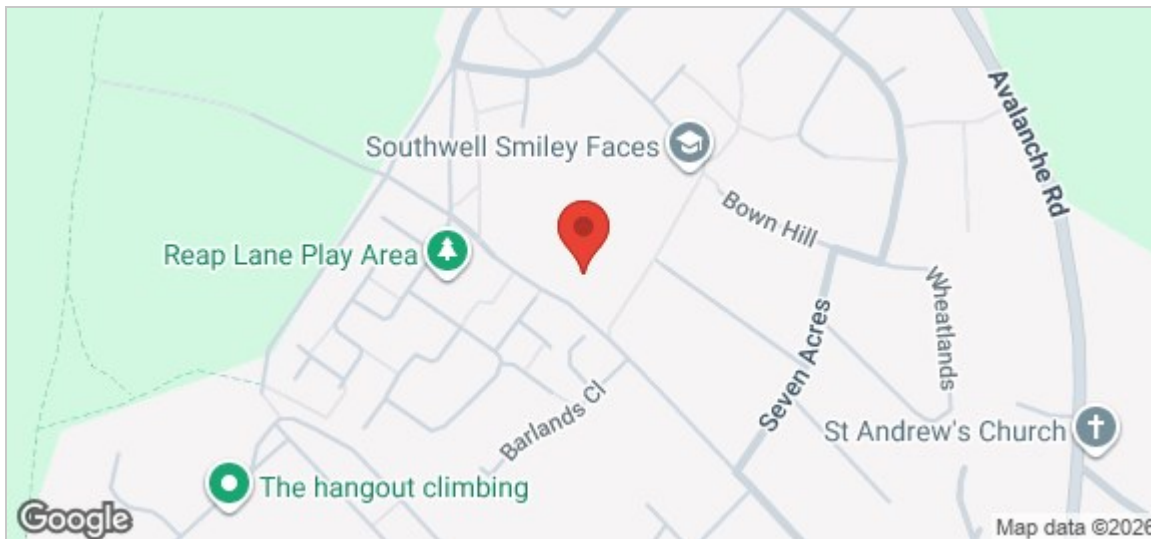 Avalanche Rd
Southwell Smiley Faces
Bown Hill
Reap Lane Play Area
Wheatlands
Seven Acres
Barlands Cl
St Andrew's Church
The hangout climbing
Google
Map data ©2026